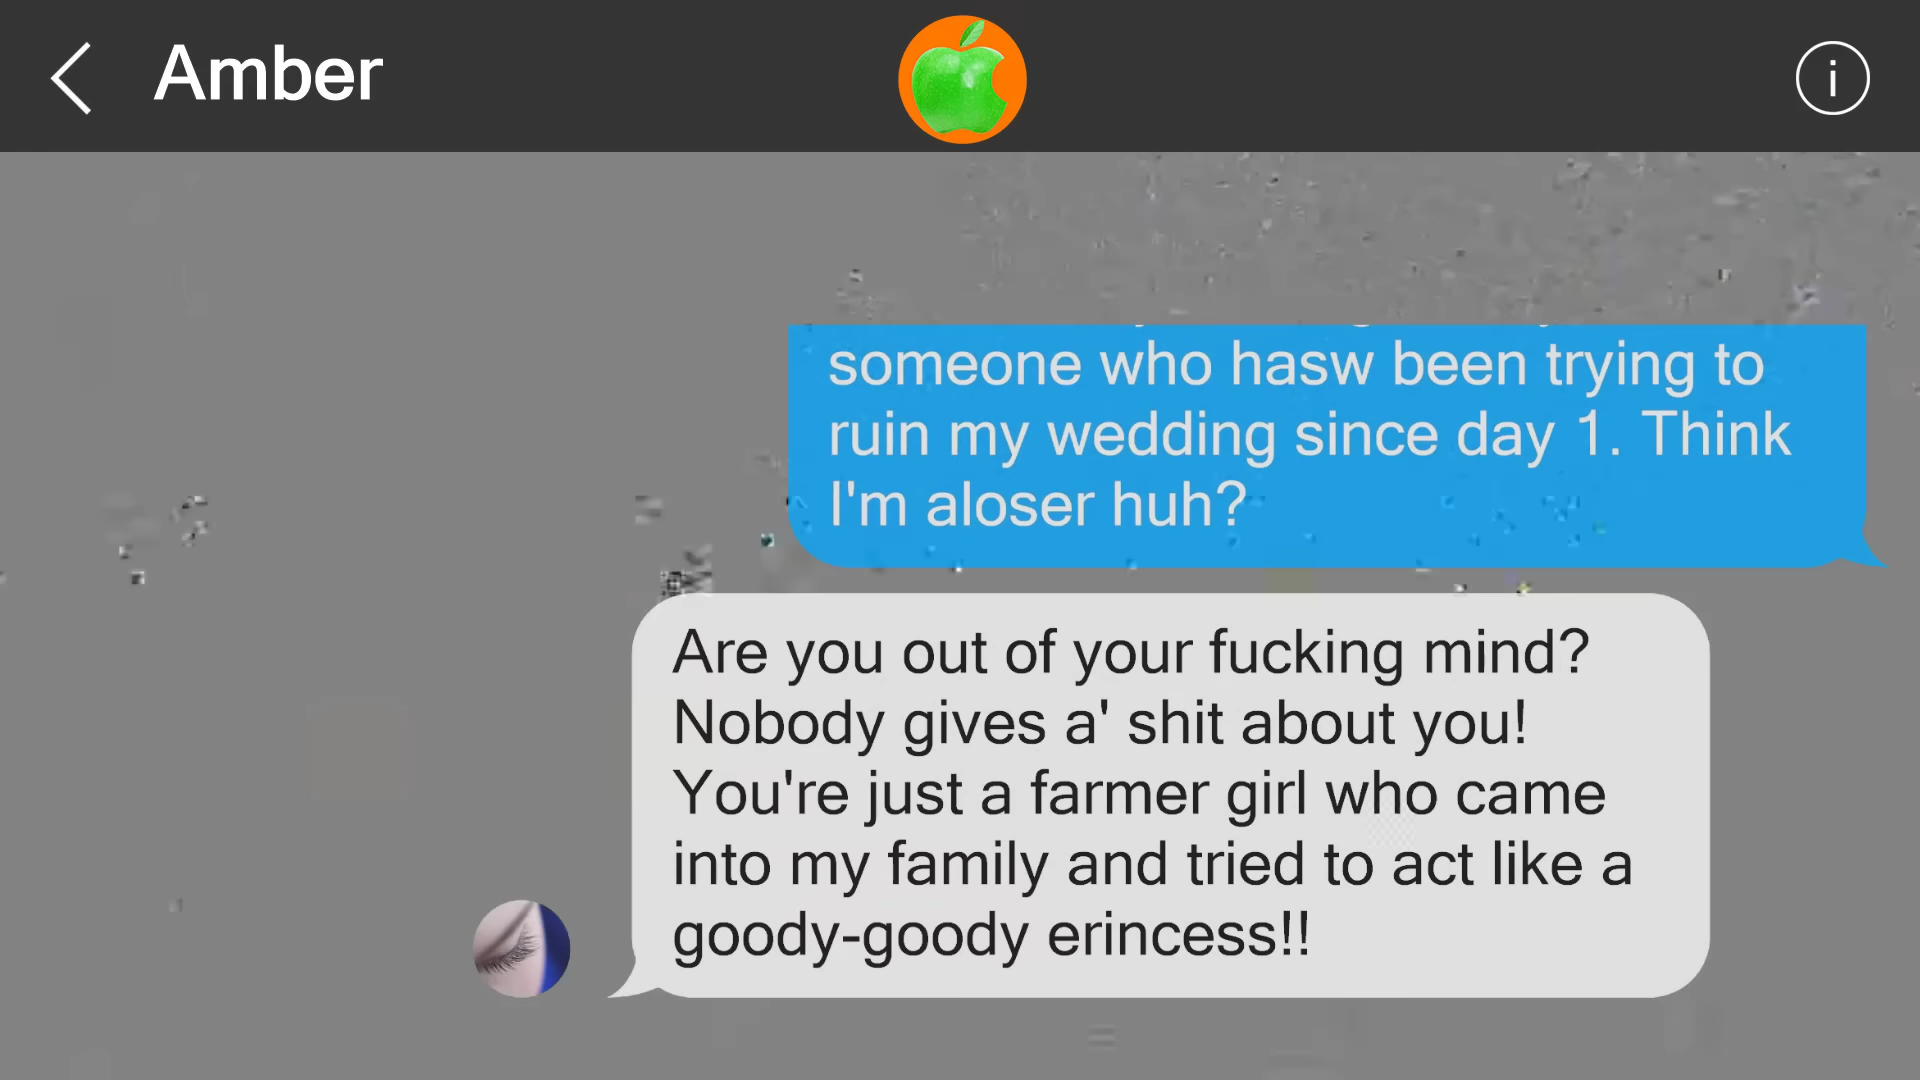 Amber
i
someone who hasw been trying to
ruin my wedding since day 1. Think
I'm aloser huh?
Are you out of your fucking mind?
Nobody gives a' shit about you!
You're just a farmer girl who came
into my family and tried to act like a
goody-goody erincess!!